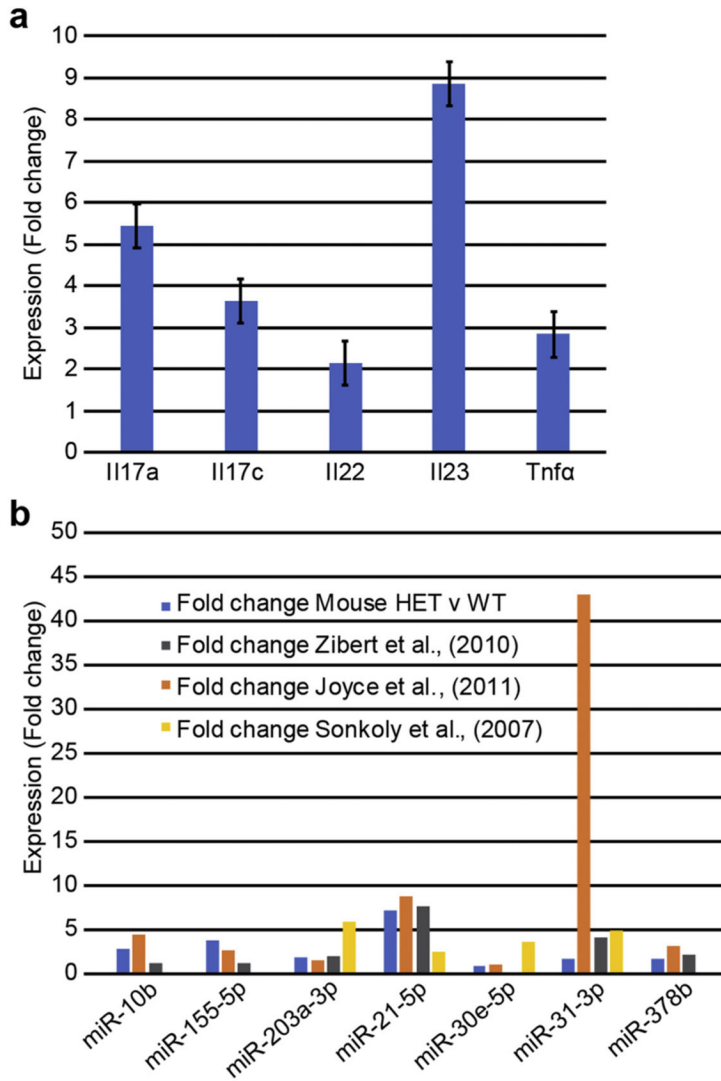 a
Expression (Fold change)
10
9
8
7
6
5
4
3
2
1
0
Il17a Il17c Il22 Il23 Tnfα
b
Expression (Fold change)
50
45
40
35
30
25
20
15
10
5
0
Fold change Mouse HET v WT
Fold change Zibert et al., (2010)
Fold change Joyce et al., (2011)
Fold change Sonkoly et al., (2007)
miR-10b miR-155-5p miR-203a-3p miR-21-5p miR-30e-5p miR-31-3p miR-378b